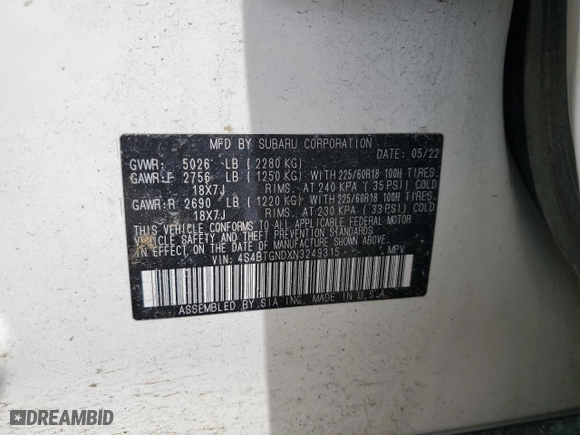 MFD BY SUBARU CORPORATION
DATE: 05/22
GVWR: 5026 LB ( 2280 KG)
GAWR:F 2756 LB ( 1250 KG) WITH 225/60R18 100H TIRES,
18X7J RIMS, AT 240 KPA ( 35 PSI) COLD
GAWR:R 2690 LB ( 1220 KG) WITH 225/60R18 100H TIRES,
18X7J RIMS, AT 230 KPA ( 33 PSI) COLD
THIS VEHICLE CONFORMS TO ALL APPLICABLE FEDERAL MOTOR
VEHICLE SAFETY AND THEFT PREVENTION STANDARDS
IN EFFECT ON THE DATE OF MANUFACTURE SHOWN ABOVE.
VIN: 4S4BTGNDXN3249315 MPV
ASSEMBLED BY SIA INC. MADE IN U.S.A.
DREAMBID